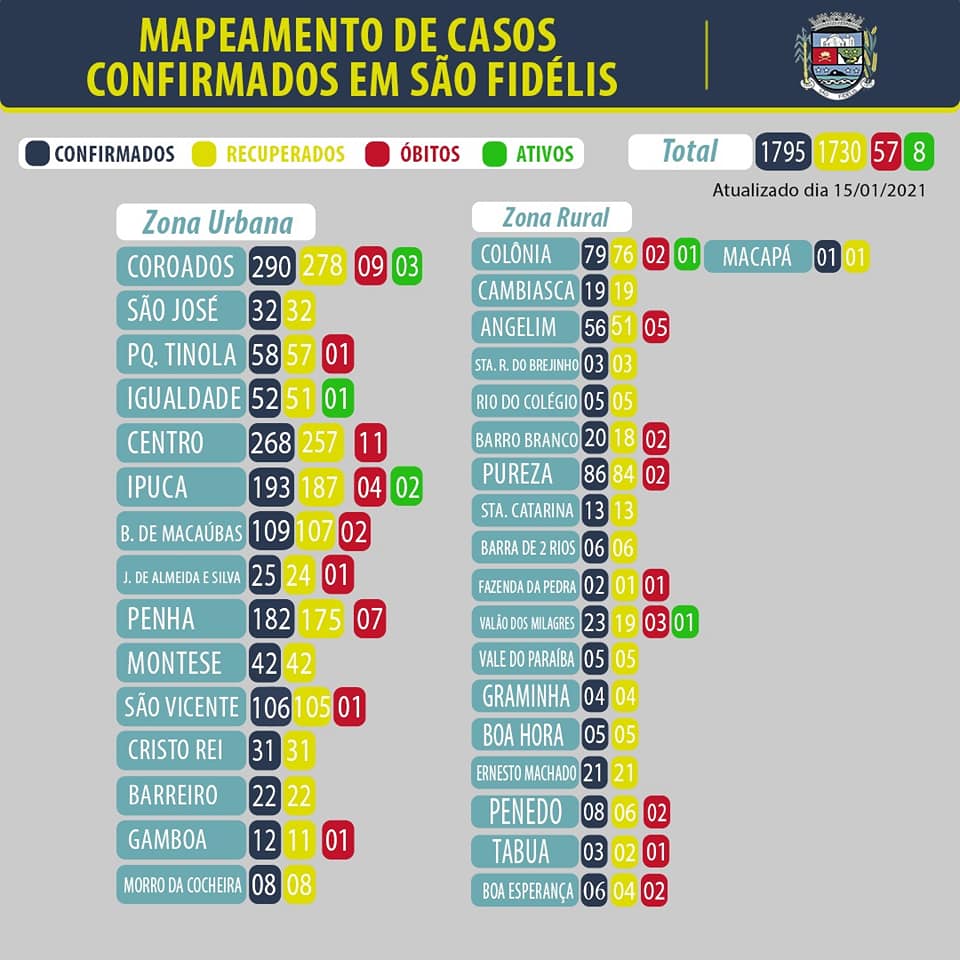 MAPEAMENTO DE CASOS
CONFIRMADOS EM SÃO FIDÉLIS
SÃO FIDÉLIS
CONFIRMADOS RECUPERADOS ÓBITOS ATIVOS
Total 1795 1730 57 8
Atualizado dia 15/01/2021
Zona Urbana
COROADOS 290 278 09 03
SÃO JOSÉ 32 32
PQ. TINOLA 58 57 01
IGUALDADE 52 51 01
CENTRO 268 257 11
IPUCA 193 187 04 02
B. DE MACAÚBAS 109 107 02
J. DE ALMEIDA E SILVA 25 24 01
PENHA 182 175 07
MONTESE 42 42
SÃO VICENTE 106 105 01
CRISTO REI 31 31
BARREIRO 22 22
GAMBOA 12 11 01
MORRO DA COCHEIRA 08 08
Zona Rural
COLÔNIA 79 76 02 01
CAMBIASCA 19 19
ANGELIM 56 51 05
STA. R. DO BREJINHO 03 03
RIO DO COLÉGIO 05 05
BARRO BRANCO 20 18 02
PUREZA 86 84 02
STA. CATARINA 13 13
BARRA DE 2 RIOS 06 06
FAZENDA DA PEDRA 02 01 01
VALÃO DOS MILAGRES 23 19 03 01
VALE DO PARAÍBA 05 05
GRAMINHA 04 04
BOA HORA 05 05
ERNESTO MACHADO 21 21
PENEDO 08 06 02
TABUA 03 02 01
BOA ESPERANÇA 06 04 02
MACAPÁ 01 01